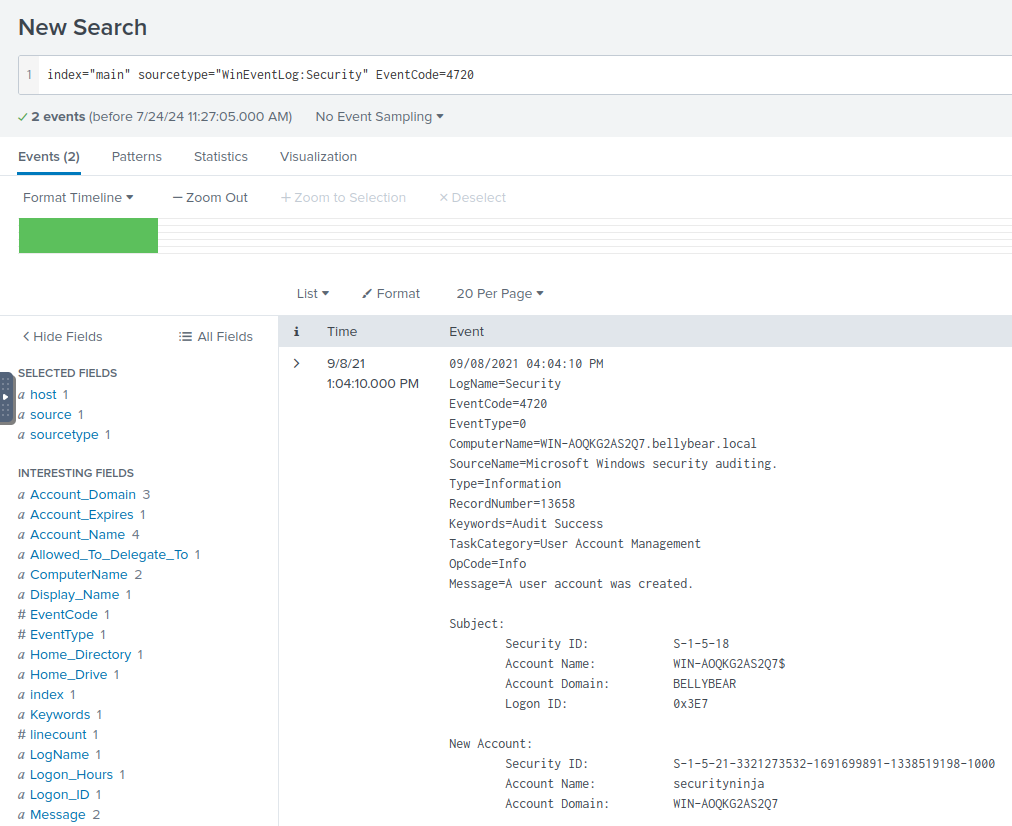 New Search
1 index="main" sourcetype="WinEventLog:Security" EventCode=4720
2 events (before 7/24/24 11:27:05.000 AM) No Event Sampling
Events (2) Patterns Statistics Visualization
Format Timeline Zoom Out Zoom to Selection Deselect
List Format 20 Per Page
Hide Fields All Fields
SELECTED FIELDS
a host 1
a source 1
a sourcetype 1
INTERESTING FIELDS
a Account_Domain 3
a Account_Expires 1
a Account_Name 4
a Allowed_To_Delegate_To 1
a ComputerName 2
a Display_Name 1
# EventCode 1
# EventType 1
a Home_Directory 1
a Home_Drive 1
a index 1
a Keywords 1
# linecount 1
a LogName 1
a Logon_Hours 1
a Logon_ID 1
a Message 2
i Time Event
9/8/21
1:04:10.000 PM
09/08/2021 04:04:10 PM
LogName=Security
EventCode=4720
EventType=0
ComputerName=WIN-AOQKG2AS2Q7.bellybear.local
SourceName=Microsoft Windows security auditing.
Type=Information
RecordNumber=13658
Keywords=Audit Success
TaskCategory=User Account Management
OpCode=Info
Message=A user account was created.
Subject:
Security ID: S-1-5-18
Account Name: WIN-AOQKG2AS2Q7$
Account Domain: BELLYBEAR
Logon ID: 0x3E7
New Account:
Security ID: S-1-5-21-3321273532-1691699891-1338519198-1000
Account Name: securityninja
Account Domain: WIN-AOQKG2AS2Q7